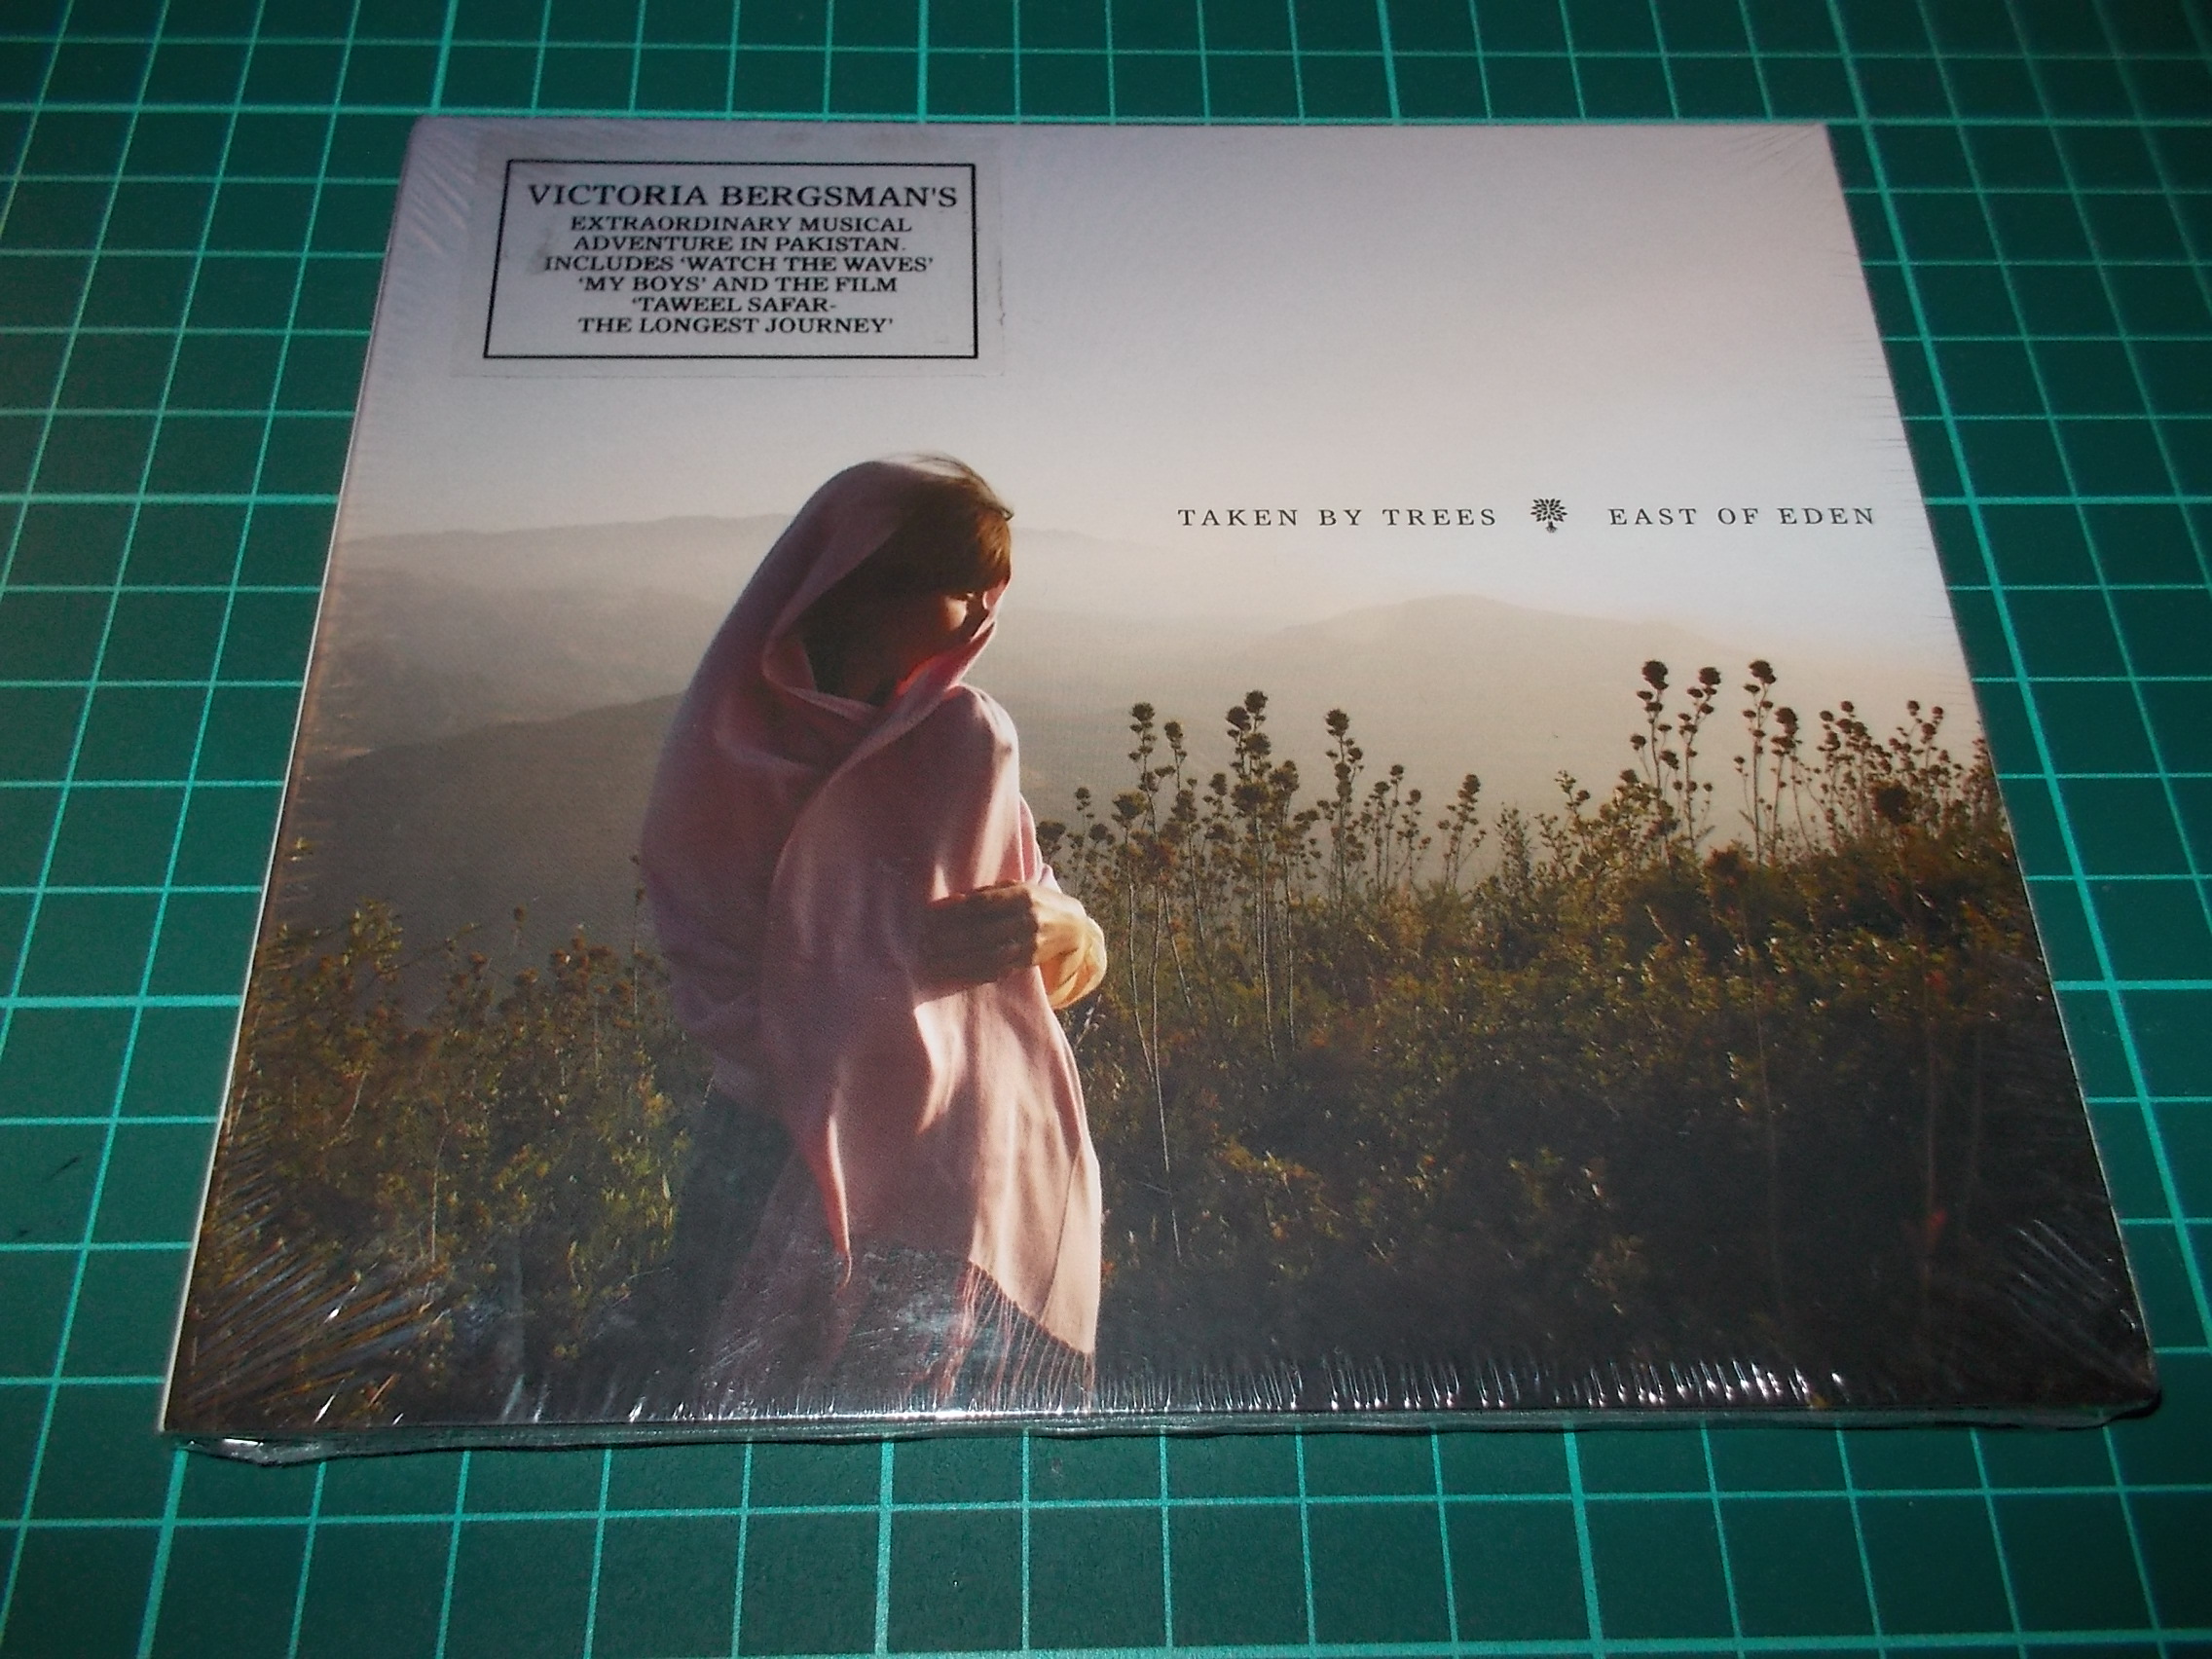 VICTORIA BERGSMAN'S
EXTRAORDINARY MUSICAL
ADVENTURE IN PAKISTAN.
INCLUDES ‘WATCH THE WAVES’
‘MY BOYS’ AND THE FILM
‘TAWEEL SAFAR-
THE LONGEST JOURNEY’
TAKEN BY TREES EAST OF EDEN